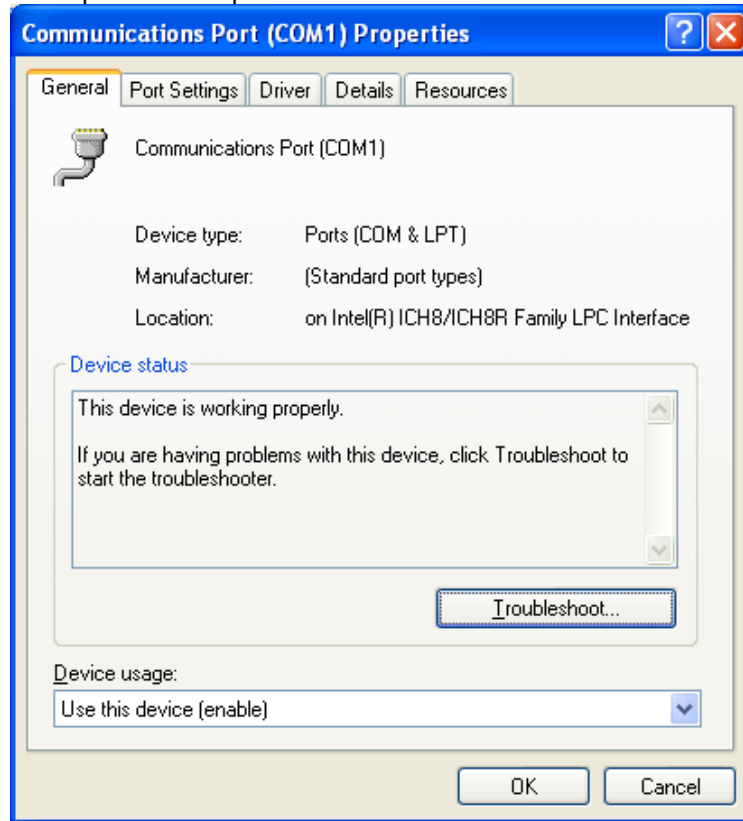 Communications Port (COM1) Properties
General Port Settings Driver Details Resources
Communications Port (COM1)
Device type: Ports (COM & LPT)
Manufacturer: (Standard port types)
Location: on Intel(R) ICH8/ICH8R Family LPC Interface
Device status
This device is working properly.
If you are having problems with this device, click Troubleshoot to
start the troubleshooter.
Troubleshoot...
Device usage:
Use this device (enable)
OK Cancel